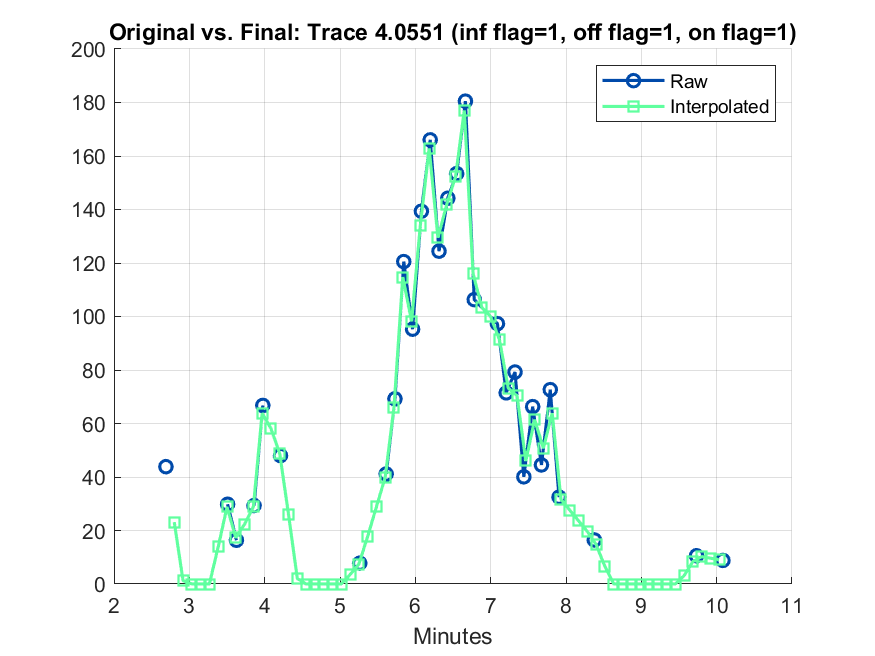 Original vs. Final: Trace 4.0551 (inf flag=1, off flag=1, on flag=1)
200
180
160
140
120
100
80
60
40
20
0
Raw
Interpolated
2 3 4 5 6 7 8 9 10 11
Minutes